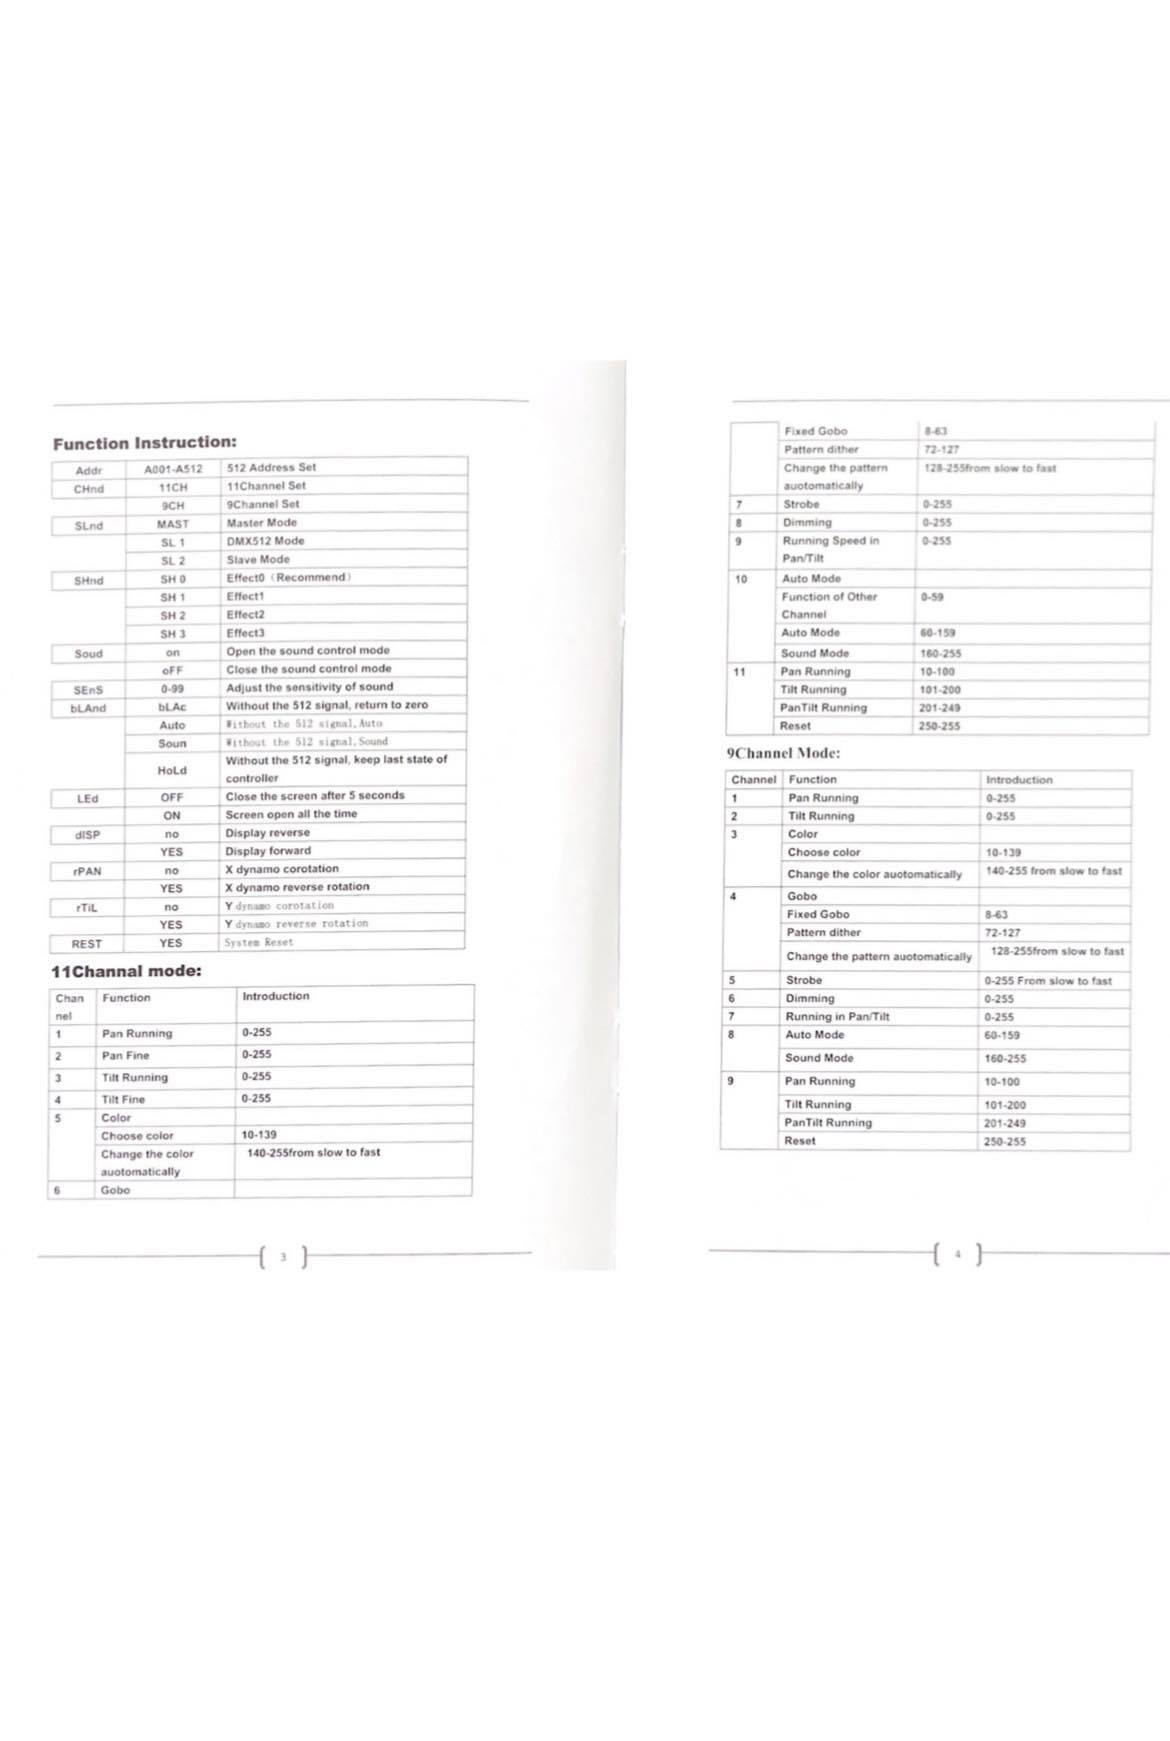 Function Instruction:
Addr A001-A512 512 Address Set
CHnd 11CH 11Channel Set
9CH 9Channel Set
SLnd MAST Master Mode
SL 1 DMX512 Mode
SL 2 Slave Mode
SHnd SH 0 Effect0（Recommend）
SH 1 Effect1
SH 2 Effect2
SH 3 Effect3
Soud on Open the sound control mode
oFF Close the sound control mode
SEnS 0-99 Adjust the sensitivity of sound
bLAnd bLAc Without the 512 signal, return to zero
Auto Without the 512 signal, Auto
Soun Without the 512 signal, Sound
HoLd Without the 512 signal, keep last state of
controller
LEd OFF Close the screen after 5 seconds
ON Screen open all the time
dISP no Display reverse
YES Display forward
rPAN no X dynamo corotation
YES X dynamo reverse rotation
rTiL no Y dynamo corotation
YES Y dynamo reverse rotation
REST YES System Reset
11Channal mode:
Chan Function Introduction
nel
1 Pan Running 0-255
2 Pan Fine 0-255
3 Tilt Running 0-255
4 Tilt Fine 0-255
5 Color
Choose color 10-139
Change the color 140-255from slow to fast
auotomatically
6 Gobo
3
Fixed Gobo 8-63
Pattern dither 72-127
Change the pattern 128-255from slow to fast
auotomatically
7 Strobe 0-255
8 Dimming 0-255
9 Running Speed in 0-255
Pan/Tilt
10 Auto Mode
Function of Other 0-59
Channel
Auto Mode 60-159
Sound Mode 160-255
11 Pan Running 10-100
Tilt Running 101-200
PanTilt Running 201-249
Reset 250-255
9Channel Mode:
Channel Function Introduction
1 Pan Running 0-255
2 Tilt Running 0-255
3 Color
Choose color 10-139
Change the color auotomatically 140-255 from slow to fast
4 Gobo
Fixed Gobo 8-63
Pattern dither 72-127
Change the pattern auotomatically 128-255from slow to fast
5 Strobe 0-255 From slow to fast
6 Dimming 0-255
7 Running in Pan/Tilt 0-255
8 Auto Mode 60-159
Sound Mode 160-255
9 Pan Running 10-100
Tilt Running 101-200
PanTilt Running 201-249
Reset 250-255
4